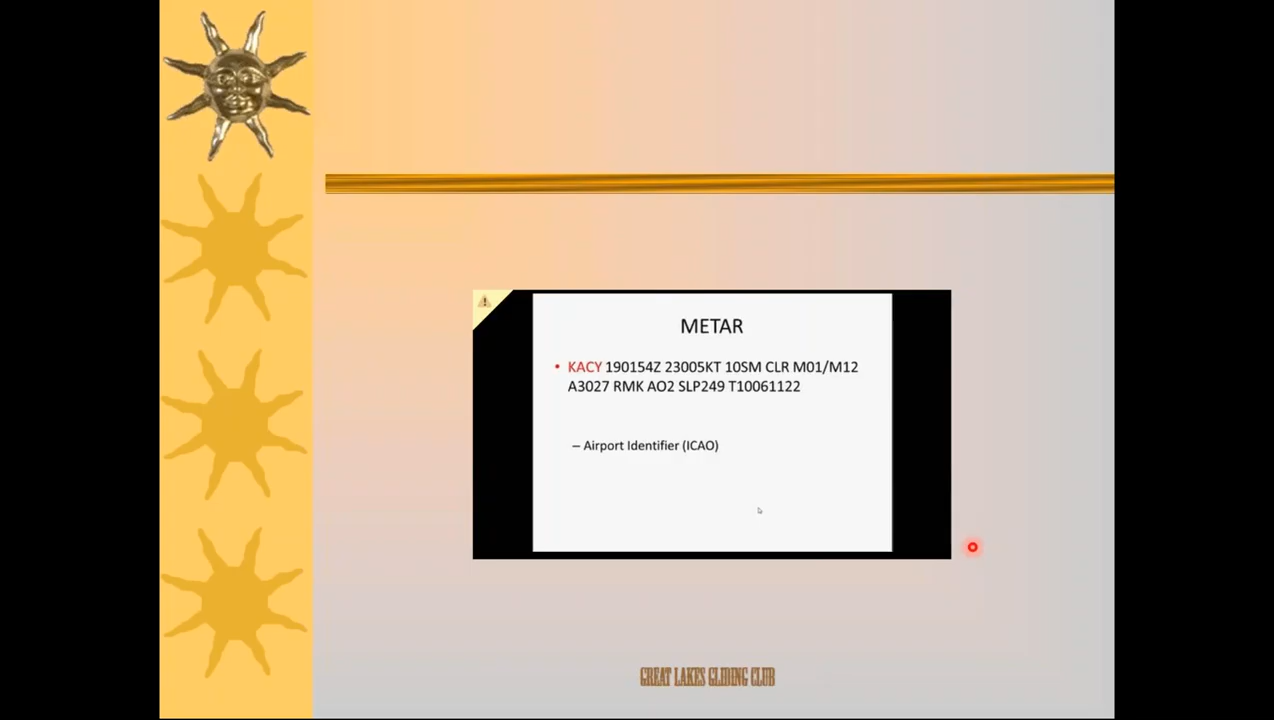 METAR
• KACY 190154Z 23005KT 10SM CLR M01/M12
A3027 RMK AO2 SLP249 T10061122
– Airport Identifier (ICAO)
GREAT LAKES GLIDING CLUB